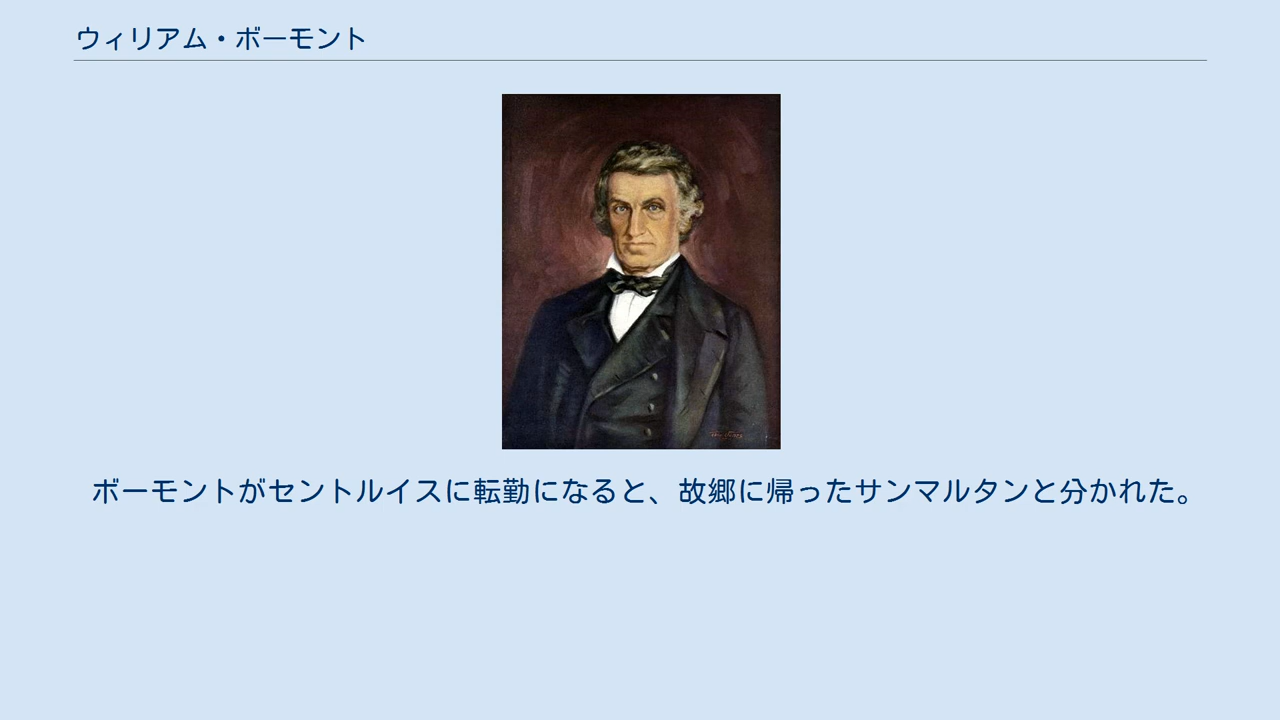 ウィリアム・ボーモント
ボーモントがセントルイスに転勤になると、故郷に帰ったサンマルタンと分かれた。